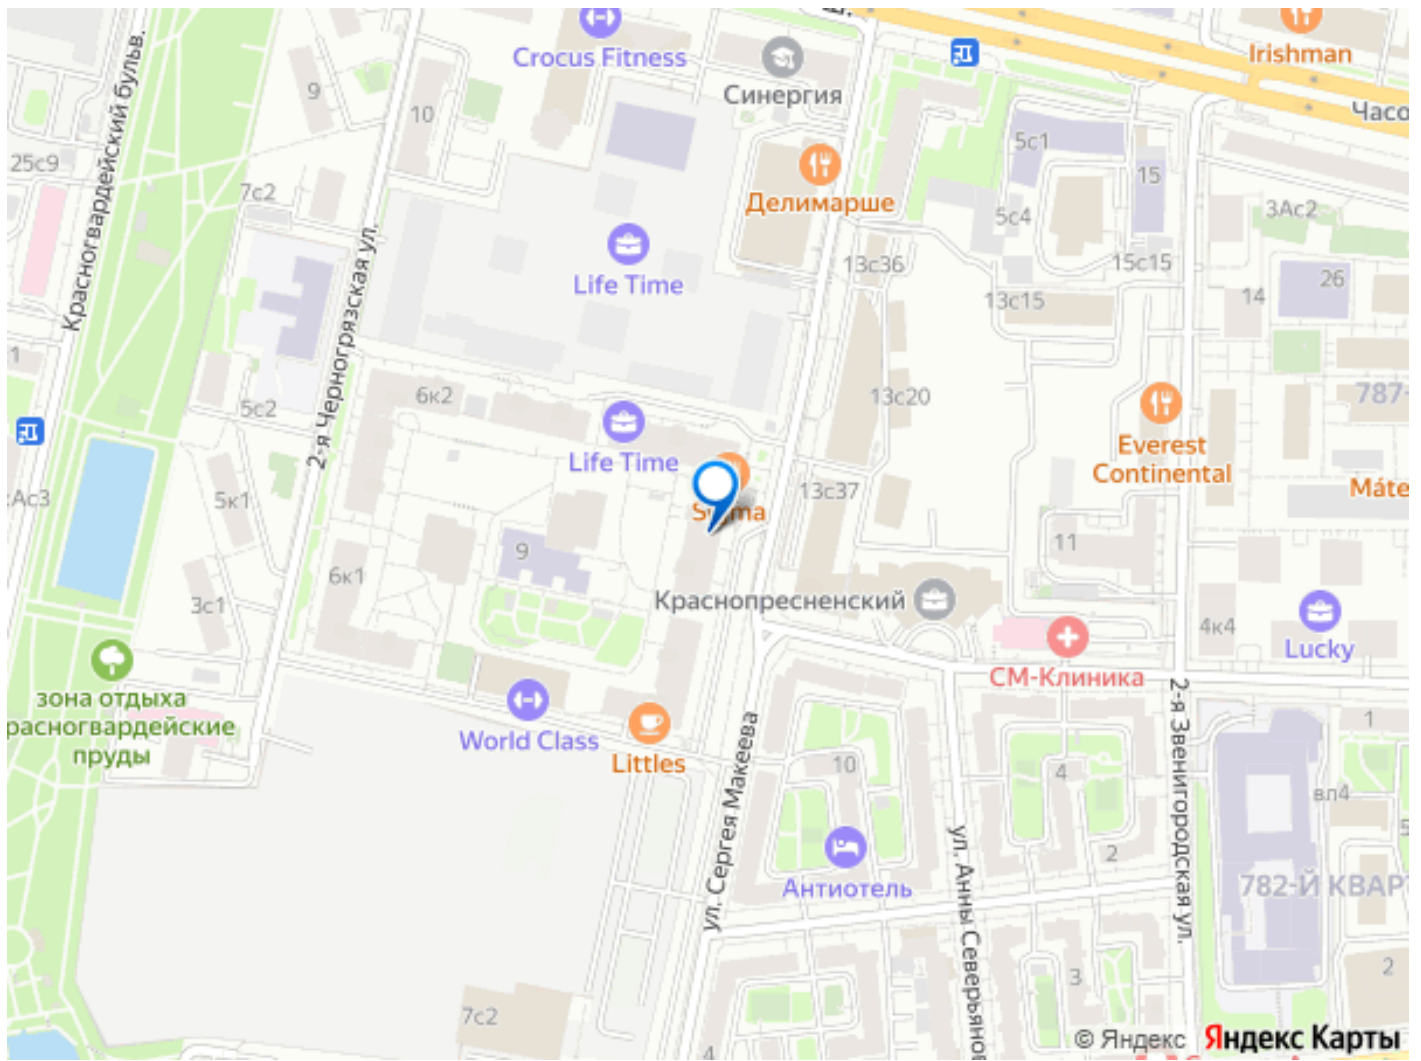 Crocus Fitness
Синергия
Irishman
Часо
Красногвардейский бульв.
9
10
25с9
7с2
5с1
15
Делимарше
5с4
3Ас2
Life Time
13с36
15с15
26
14
13с15
2-я Черногрязская ул.
1
6к2
5с2
13с20
787-
Life Time
Everest
Continental
5к1
13с37
Máte
9
11
6к1
3с1
Краснопресненский
4к4
Lucky
СМ-Клиника
зона отдыха
расногвардейские
пруды
World Class
Littles
ул. Сергея Макеева
2-я Звенигородская ул.
1
10
4
вл4
2
Антиотель
782-Й КВАР
ул. Анны Северьянов
3
2
7с2
4
© Яндекс Яндекс Карты